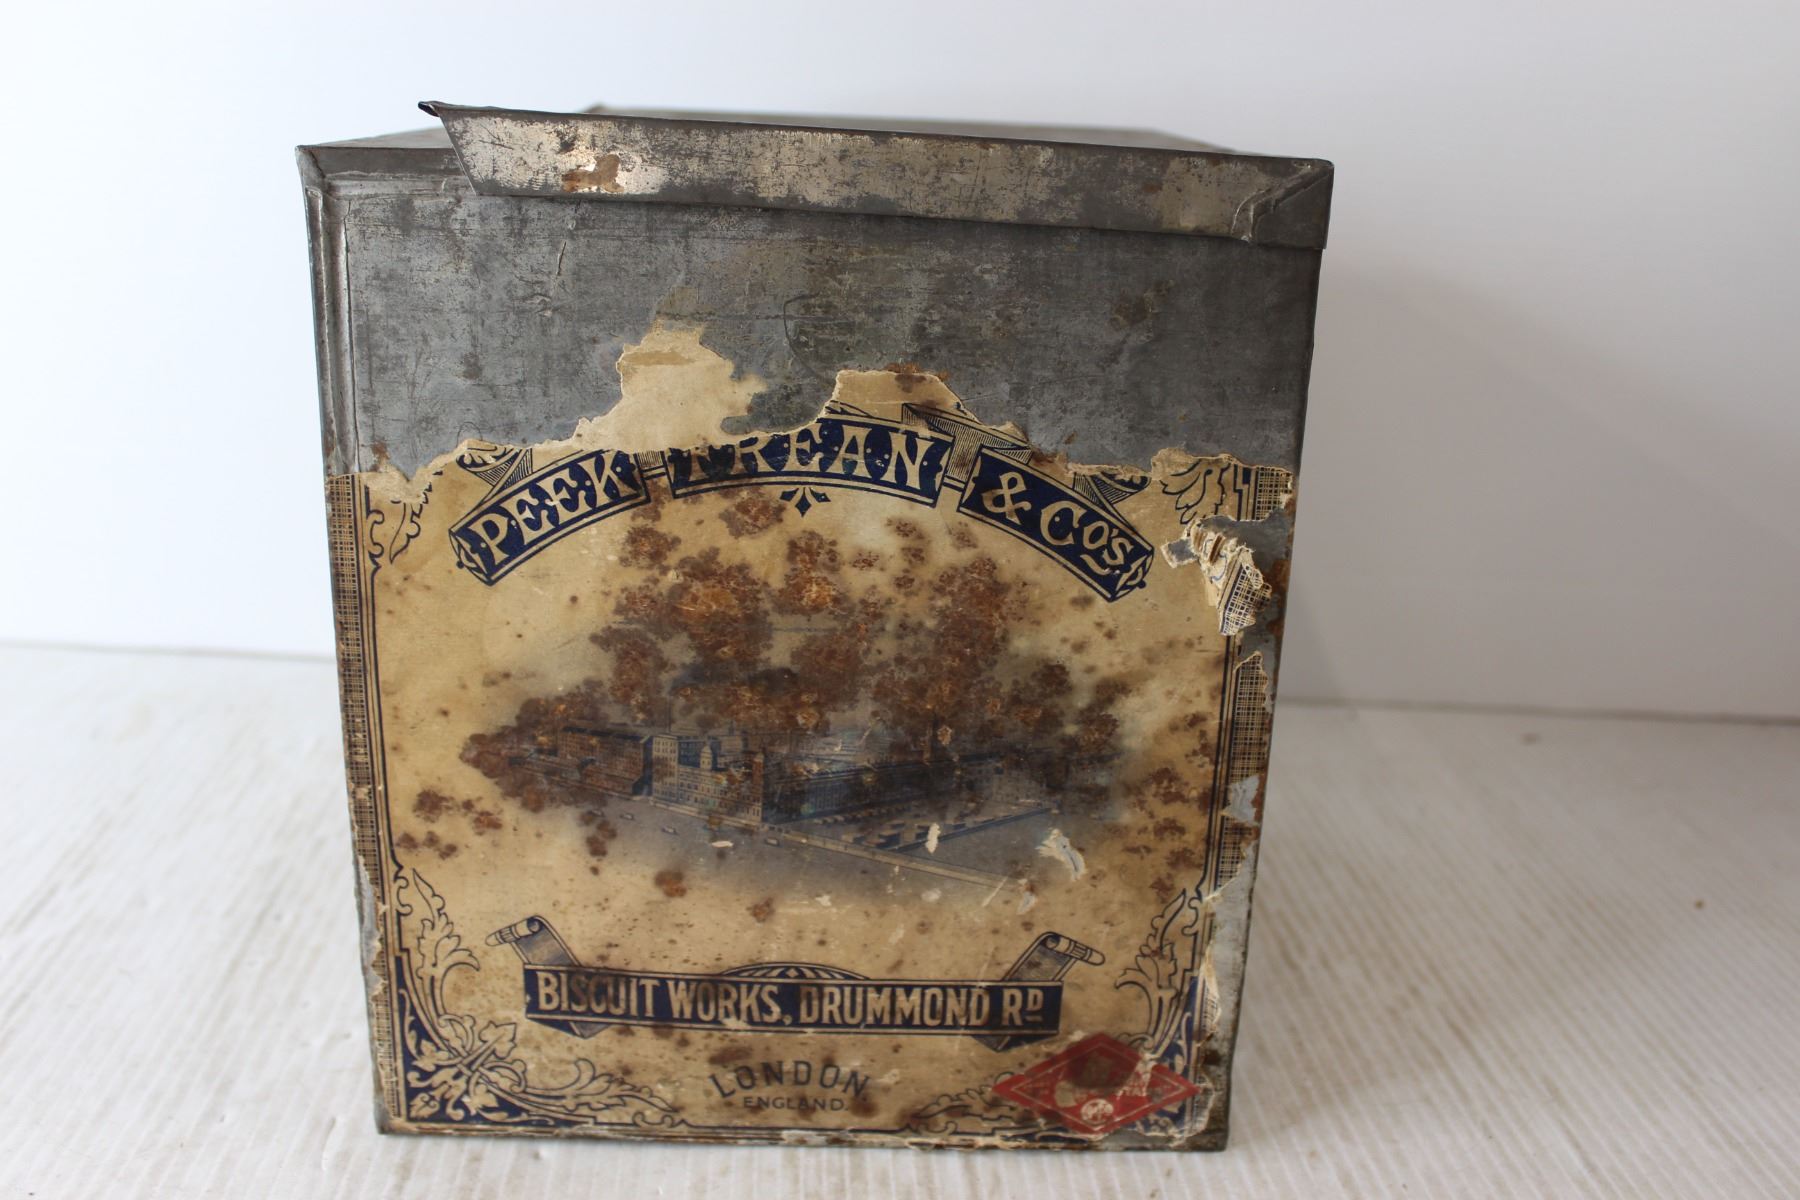 PEEK FREAN & CO'S
BISCUIT WORKS, DRUMMOND RD
LONDON
ENGLAND.